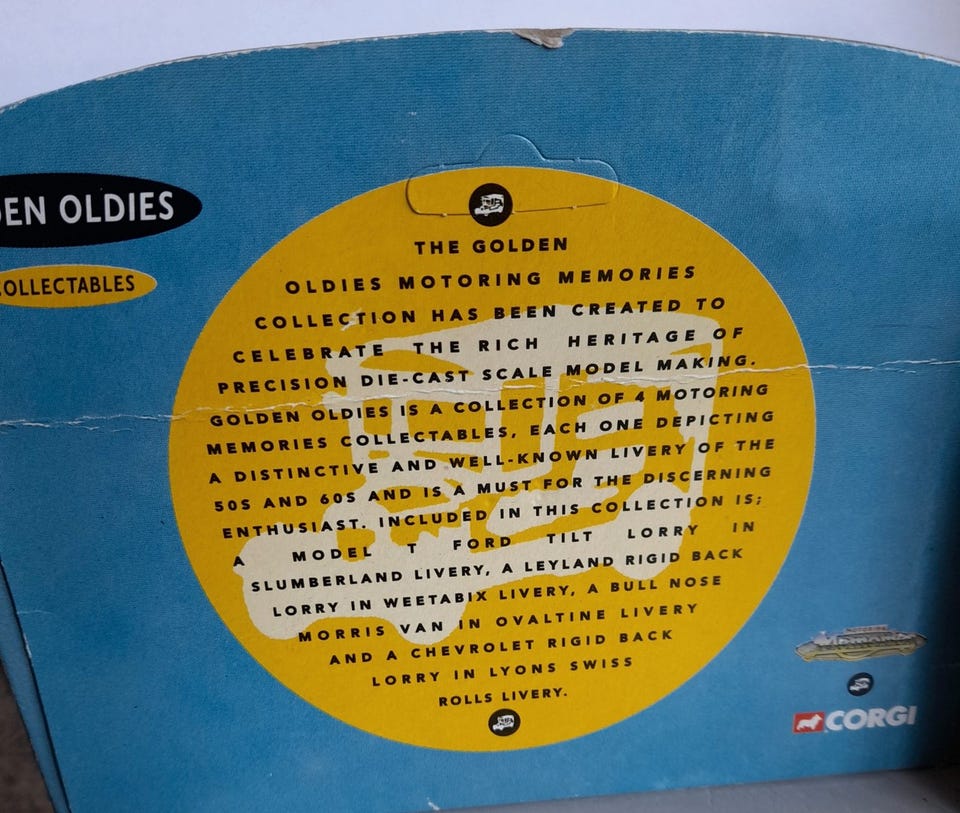 EN OLDIES
OLLECTABLES
THE GOLDEN
OLDIES MOTORING MEMORIES
COLLECTION HAS BEEN CREATED TO
CELEBRATE THE RICH HERITAGE OF
PRECISION DIE-CAST SCALE MODEL MAKING.
GOLDEN OLDIES IS A COLLECTION OF 4 MOTORING
MEMORIES COLLECTABLES, EACH ONE DEPICTING
A DISTINCTIVE AND WELL-KNOWN LIVERY OF THE
50S AND 60S AND IS A MUST FOR THE DISCERNING
ENTHUSIAST. INCLUDED IN THIS COLLECTION IS;
A MODEL T FORD TILT LORRY IN
SLUMBERLAND LIVERY, A LEYLAND RIGID BACK
LORRY IN WEETABIX LIVERY, A BULL NOSE
MORRIS VAN IN OVALTINE LIVERY
AND A CHEVROLET RIGID BACK
LORRY IN LYONS SWISS
ROLLS LIVERY.
CORGI